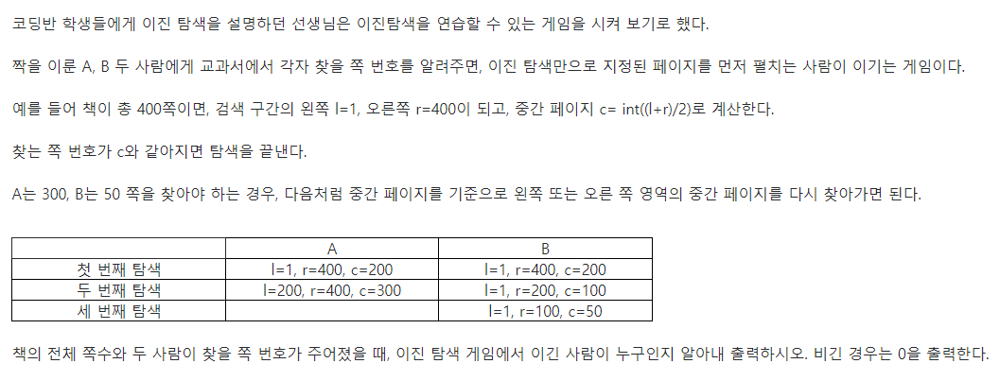 코딩반 학생들에게 이진 탐색을 설명하던 선생님은 이진탐색을 연습할 수 있는 게임을 시켜 보기로 했다.
짝을 이룬 A, B 두 사람에게 교과서에서 각자 찾을 쪽 번호를 알려주면, 이진 탐색만으로 지정된 페이지를 먼저 펼치는 사람이 이기는 게임이다.
예를 들어 책이 총 400쪽이면, 검색 구간의 왼쪽 l=1, 오른쪽 r=400이 되고, 중간 페이지 c= int((l+r)/2)로 계산한다.
찾는 쪽 번호가 c와 같아지면 탐색을 끝낸다.
A는 300, B는 50 쪽을 찾아야 하는 경우, 다음처럼 중간 페이지를 기준으로 왼쪽 또는 오른 쪽 영역의 중간 페이지를 다시 찾아가면 된다.
A B
첫 번째 탐색 l=1, r=400, c=200 l=1, r=400, c=200
두 번째 탐색 l=200, r=400, c=300 l=1, r=200, c=100
세 번째 탐색 l=1, r=100, c=50
책의 전체 쪽수와 두 사람이 찾을 쪽 번호가 주어졌을 때, 이진 탐색 게임에서 이긴 사람이 누구인지 알아내 출력하시오. 비긴 경우는 0을 출력한다.